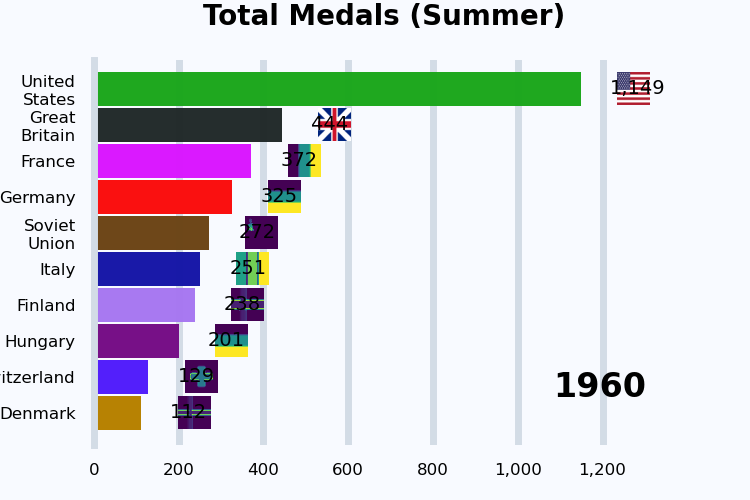 Total Medals (Summer)
United
States
1,149
Great
Britain
444
France
372
Germany
325
Soviet
Union
272
Italy
251
Finland
238
Hungary
201
itzerland
129
Denmark
112
1960
0 200 400 600 800 1,000 1,200